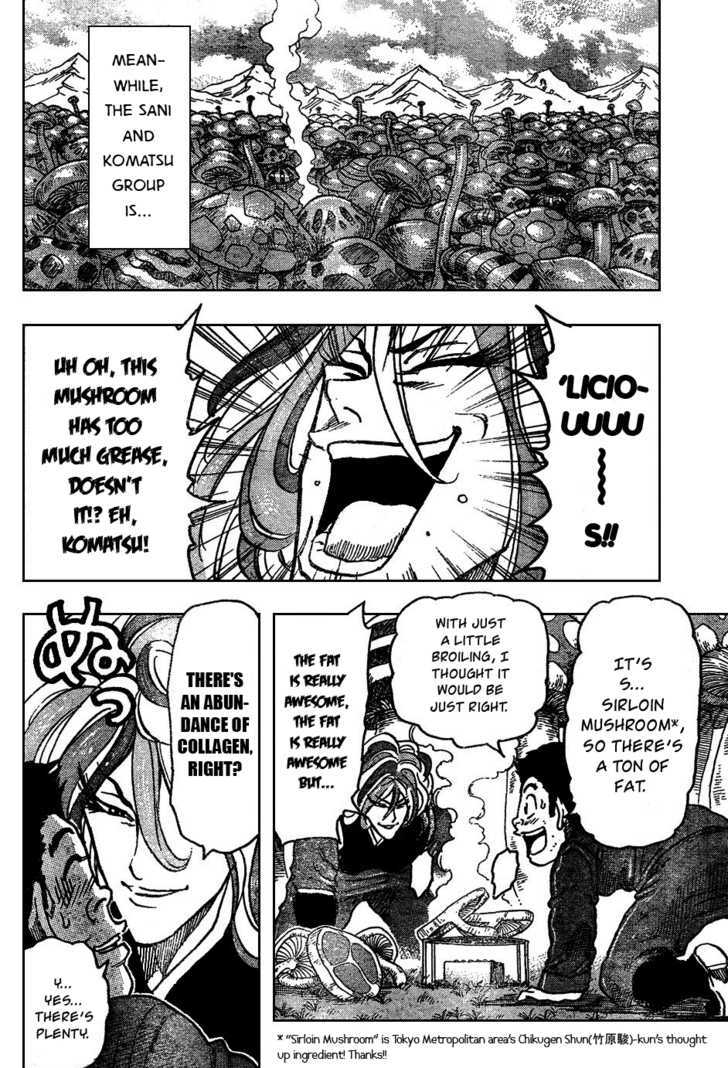 MEAN-
WHILE,
THE SANI
AND
KOMATSU
GROUP
IS...
'LICIO-
UUUU
~
S!!
UH OH, THIS
MUSHROOM
HAS TOO
MUCH GREASE,
DOESN'T
IT!? EH,
KOMATSU!
IT'S
S...
SIRLOIN
MUSHROOM*,
SO THERE'S
A TON OF
FAT.
WITH JUST
A LITTLE
BROILING, I
THOUGHT IT
WOULD BE
JUST RIGHT.
THE FAT
IS REALLY
AWESOME,
THE FAT
IS REALLY
AWESOME
BUT...
THERE'S
AN ABUN-
DANCE OF
COLLAGEN,
RIGHT?
ぬっ
Y...
YES...
THERE'S
PLENTY.
* "Sirloin Mushroom" is Tokyo Metropolitan area's Chikugen Shun(竹原駿)-kun's thought
up ingredient! Thanks!!